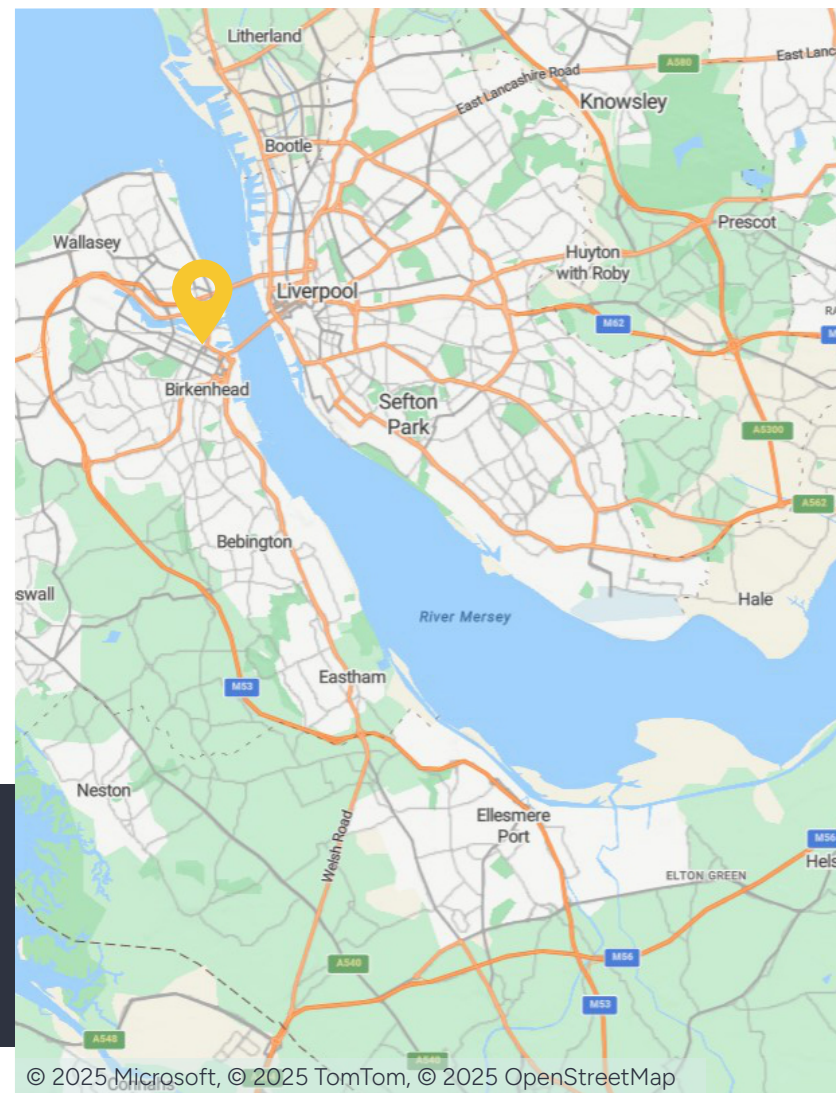 Litherland
East Lancashire Road
A580
East Lanc
Knowsley
Bootle
Prescot
Wallasey
Huyton
with Roby
Liverpool
M62
Birkenhead
Sefton
Park
A5300
A562
Bebington
swall
Hale
River Mersey
Eastham
M53
Neston
Ellesmere
Port
Welsh Road
M56
Hels
ELTON GREEN
A540
M56
M53
A548
A540
© 2025 Microsoft, © 2025 TomTom, © 2025 OpenStreetMap